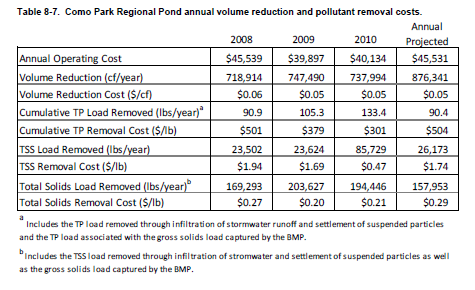 Table 8-7. Como Park Regional Pond annual volume reduction and pollutant removal costs.
2008 2009 2010 Annual Projected
Annual Operating Cost $45,539 $39,897 $40,134 $45,531
Volume Reduction (cf/year) 718,914 747,490 737,994 876,341
Volume Reduction Cost ($/cf) $0.06 $0.05 $0.05 $0.05
Cumulative TP Load Removed (lbs/year)a 90.9 105.3 133.4 90.4
Cumulative TP Removal Cost ($/lb) $501 $379 $301 $504
TSS Load Removed (lbs/year) 23,502 23,624 85,729 26,173
TSS Removal Cost ($/lb) $1.94 $1.69 $0.47 $1.74
Total Solids Load Removed (lbs/year)b 169,293 203,627 194,446 157,953
Total Solids Removal Cost ($/lb) $0.27 $0.20 $0.21 $0.29
a Includes the TP load removed through infiltration of stormwater runoff and settlement of suspended particles
and the TP load associated with the gross solids load captured by the BMP.
b Includes the TSS load removed through infiltration of stromwater and settlement of suspended particles as well
as the gross solids load captured by the BMP.